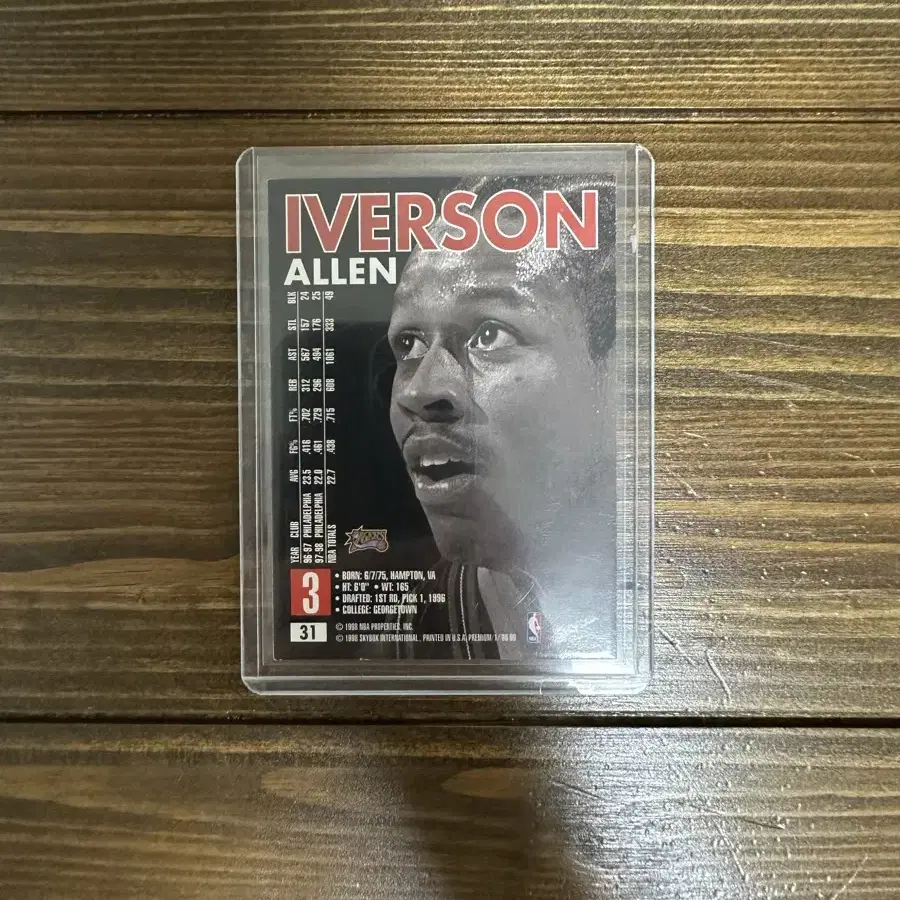 IVERSON
ALLEN
YEAR CLUB AVG FG% FT% REB AST STL BLK
96-97 PHILADELPHIA 23.5 .416 .702 312 567 157 24
97-98 PHILADELPHIA 22.0 .461 .729 296 494 176 25
NBA TOTALS 22.7 .438 .715 608 1061 333 49
3
• BORN: 6/7/75, HAMPTON, VA
• HT: 6'0" • WT: 165
• DRAFTED: 1ST RD, PICK 1, 1996
• COLLEGE: GEORGETOWN
31
© 1998 NBA PROPERTIES, INC.
© 1998 SKYBOX INTERNATIONAL, PRINTED IN U.S.A. PREMIUM